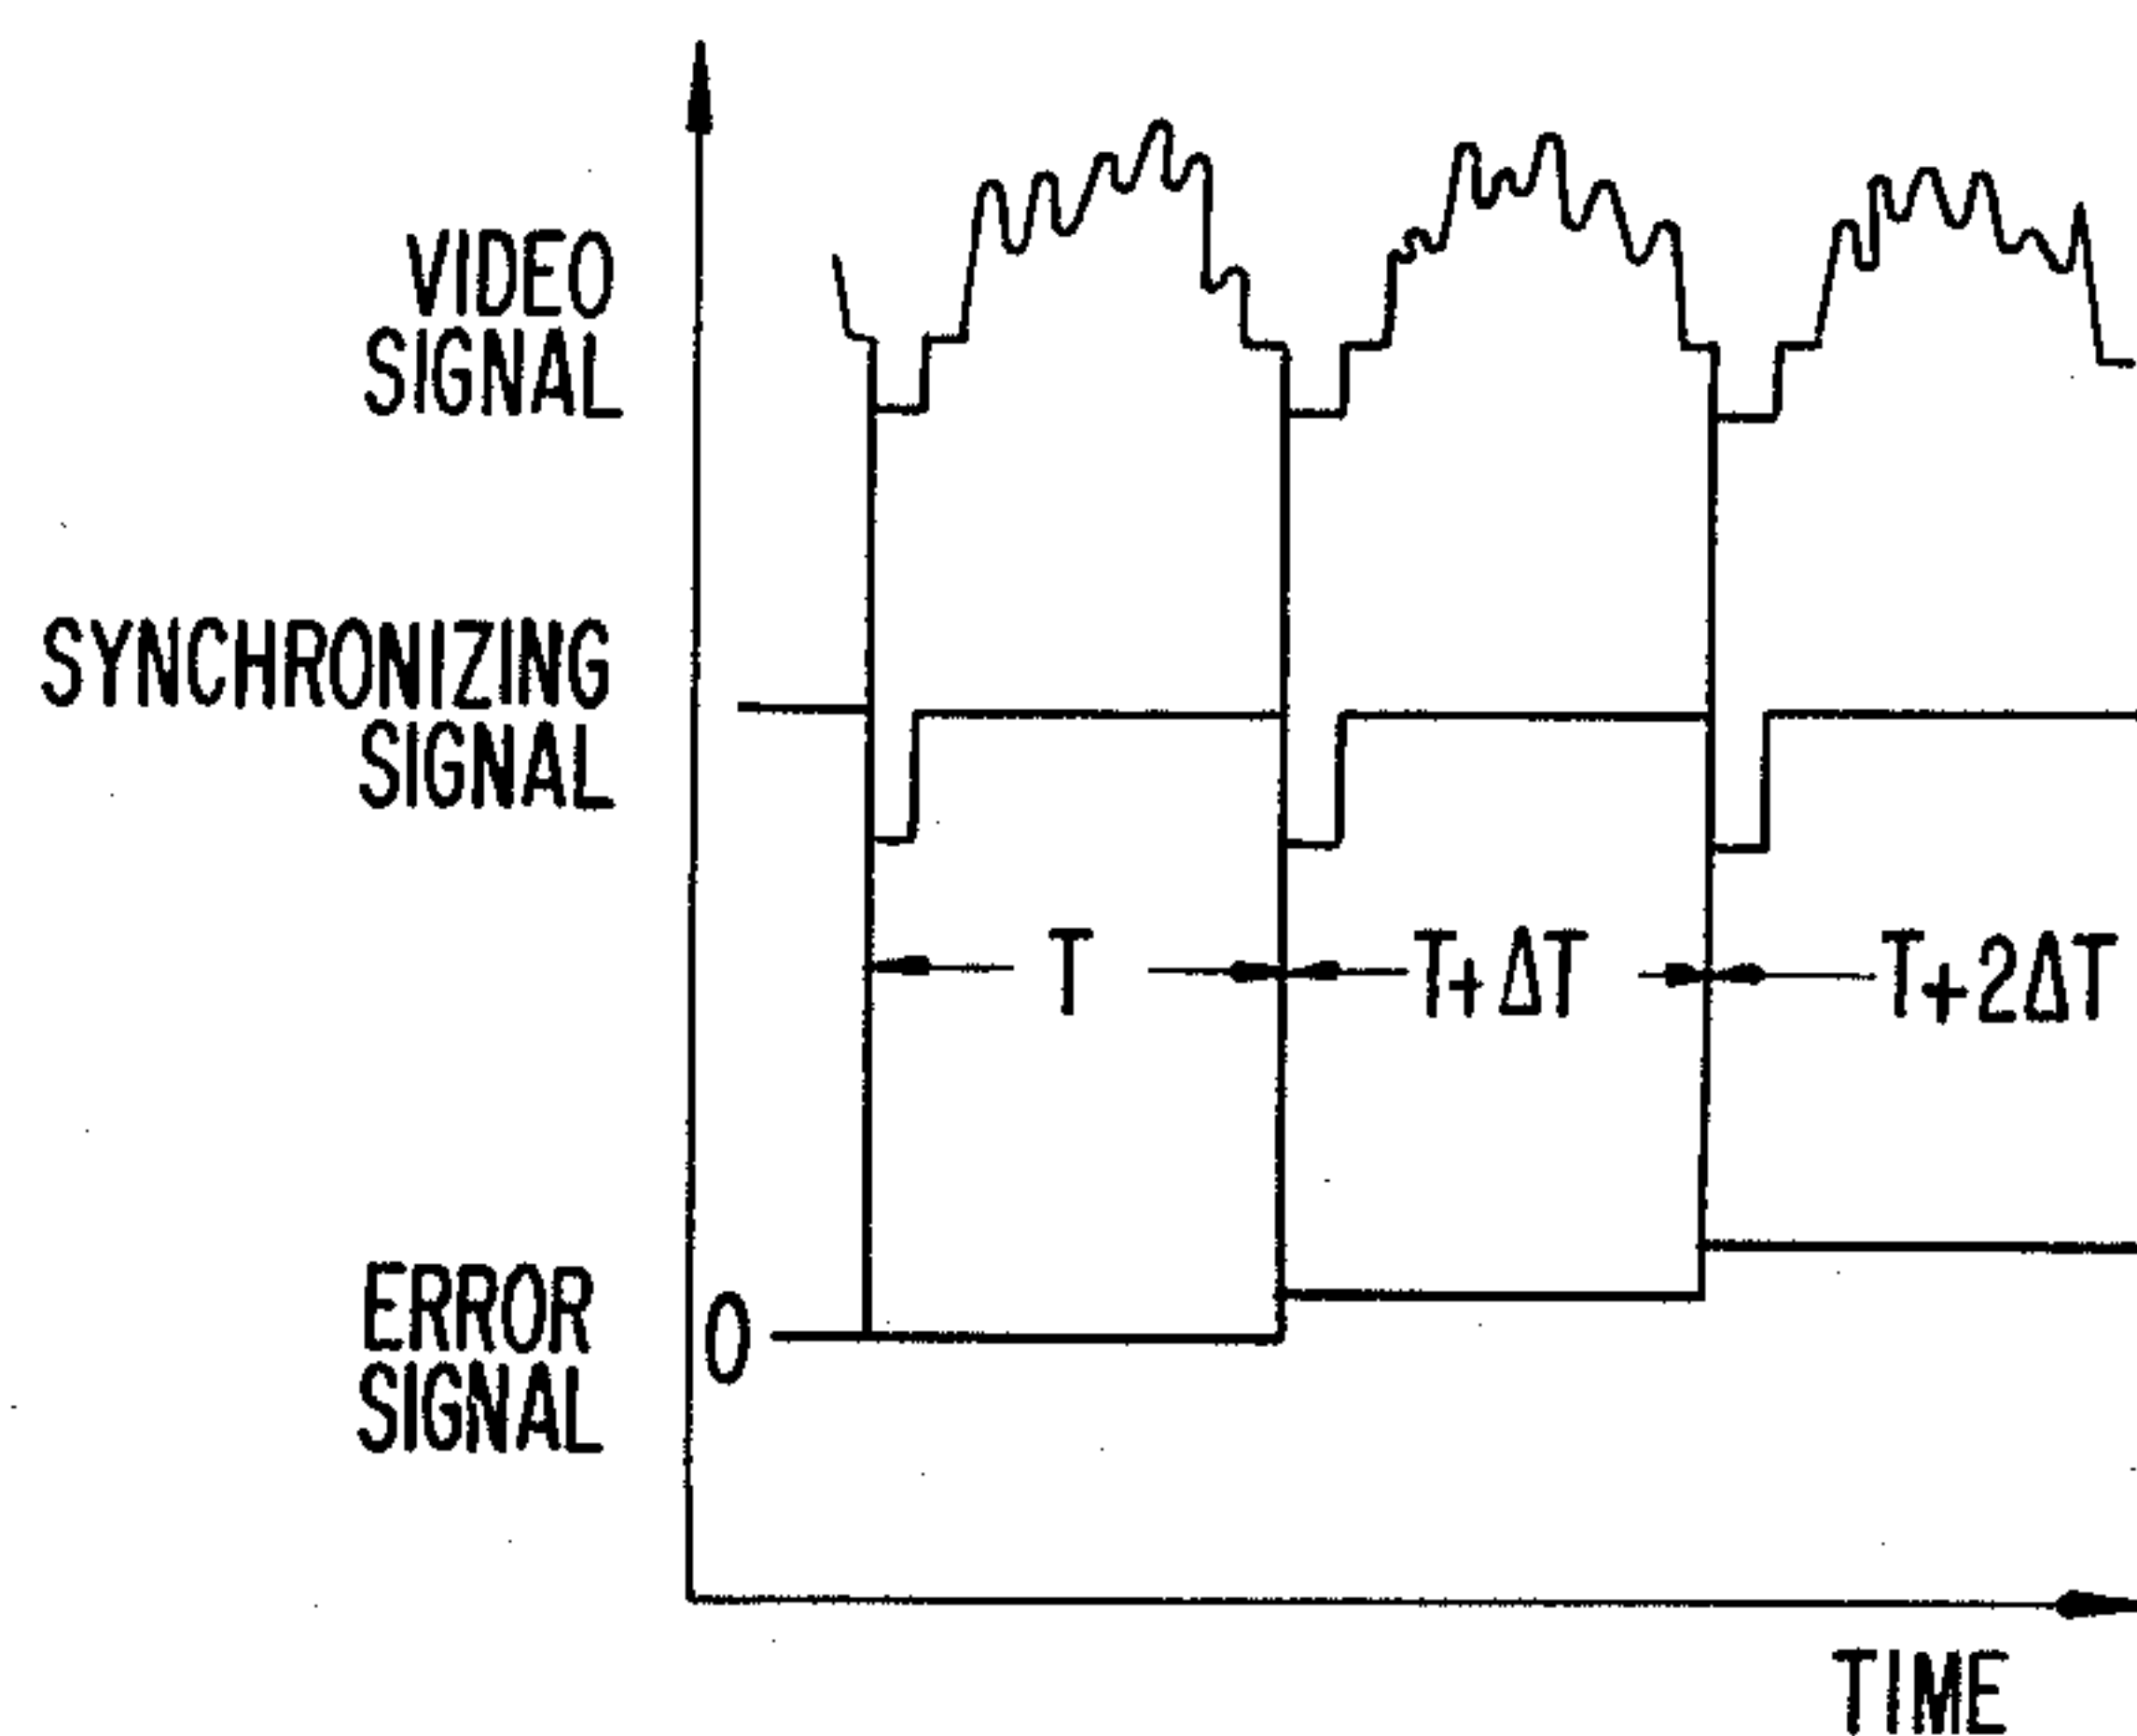 VIDEO
SIGNAL
SYNCHRONIZING
SIGNAL
T
T+ΔT
T+2ΔT
ERROR
SIGNAL
0
TIME